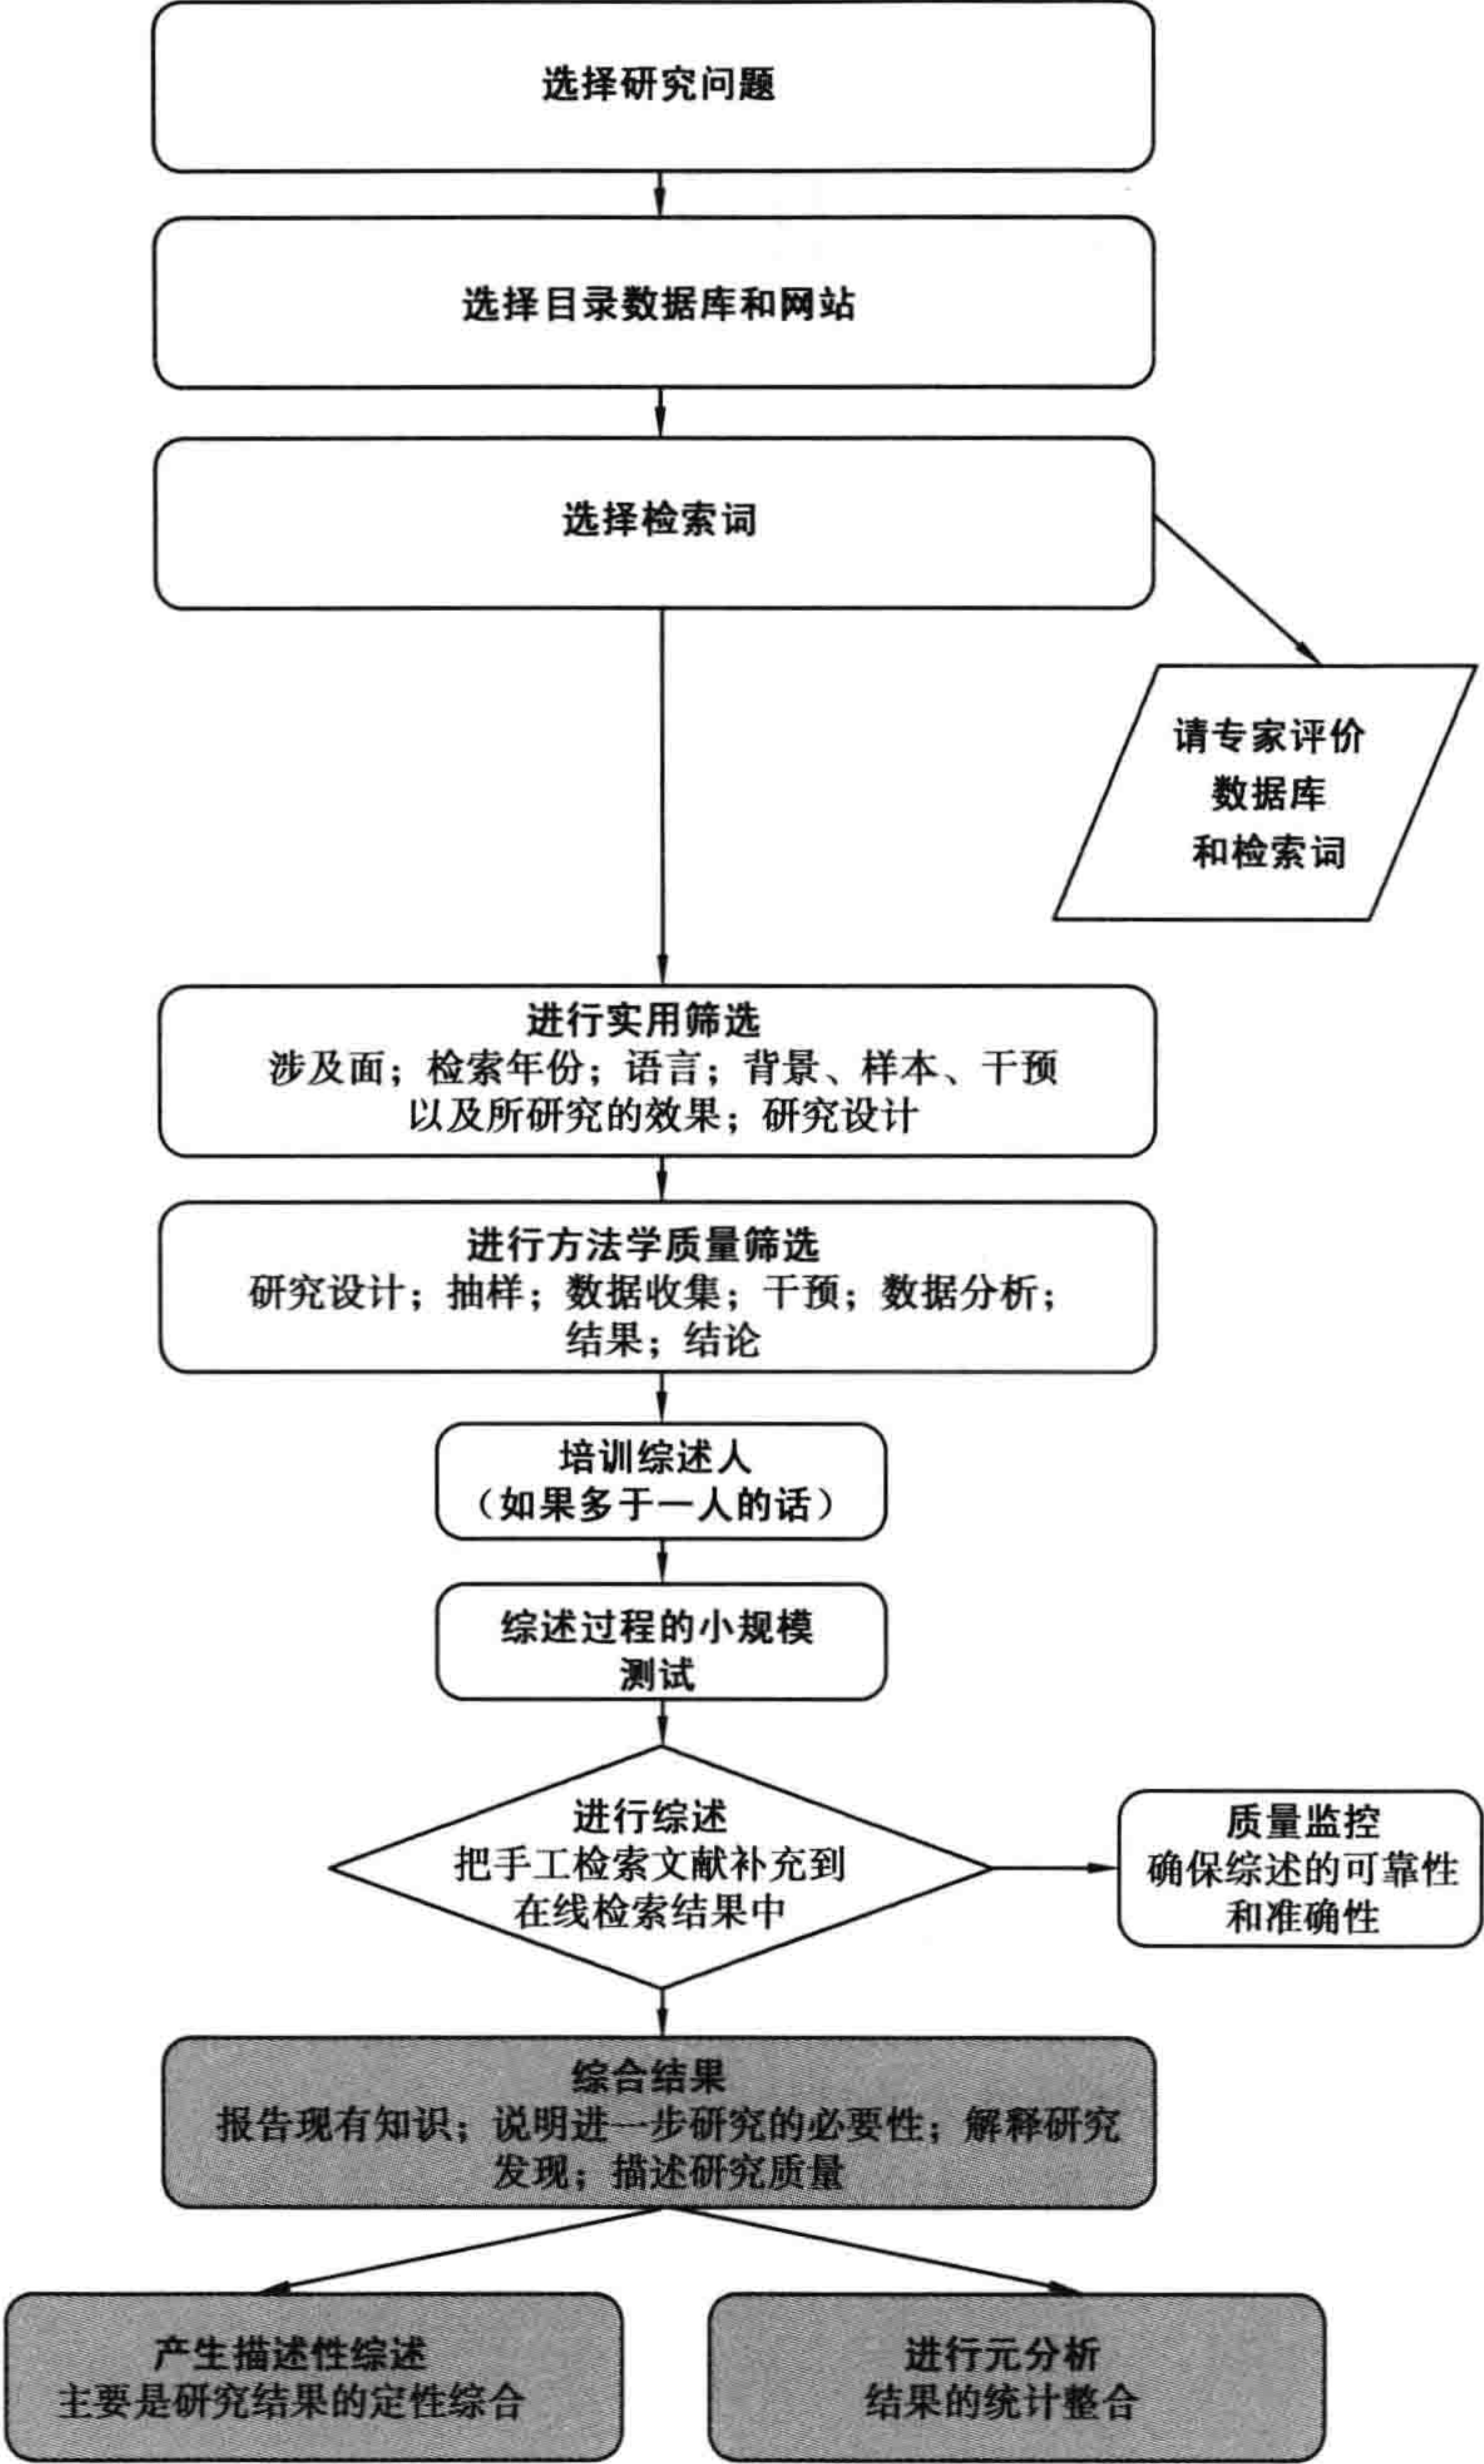 选择研究问题
选择目录数据库和网站
选择检索词
请专家评价
数据库
和检索词
进行实用筛选
涉及面；检索年份；语言；背景、样本、干预
以及所研究的效果；研究设计
进行方法学质量筛选
研究设计；抽样；数据收集；干预；数据分析；
结果；结论
培训综述人
（如果多于一人的话）
综述过程的小规模
测试
进行综述
把手工检索文献补充到
在线检索结果中
质量监控
确保综述的可靠性
和准确性
综合结果
报告现有知识；说明进一步研究的必要性；解释研究
发现；描述研究质量
产生描述性综述
主要是研究结果的定性综合
进行元分析
结果的统计整合